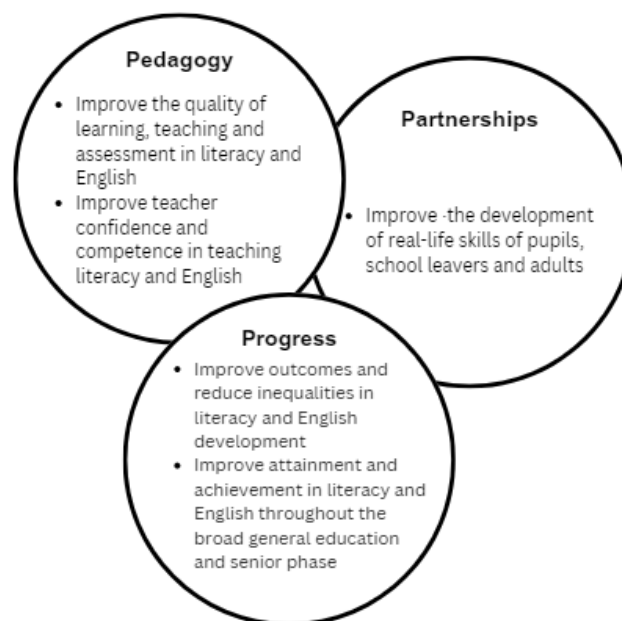 Pedagogy
• Improve the quality of
learning, teaching and
assessment in literacy and
English
• Improve teacher
confidence and
competence in teaching
literacy and English
Partnerships
• Improve ·the development
of real-life skills of pupils,
school leavers and adults
Progress
• Improve outcomes and
reduce inequalities in
literacy and English
development
• Improve attainment and
achievement in literacy and
English throughout the
broad general education
and senior phase